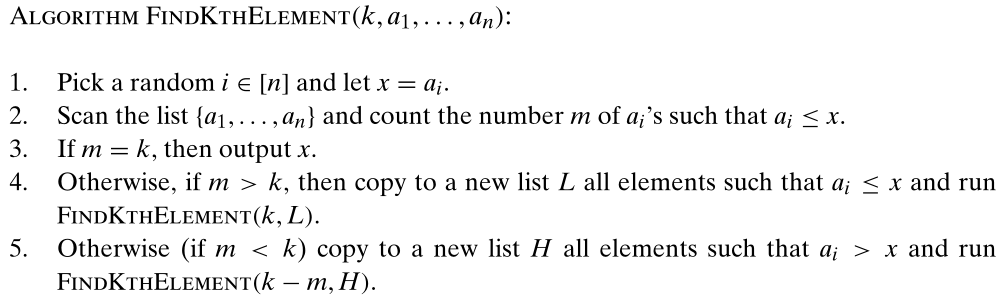 ALGORITHM FINDKTHELEMENT(k, a₁, . . . , aₙ):
1. Pick a random i ∈ [n] and let x = aᵢ.
2. Scan the list {a₁, . . . , aₙ} and count the number m of aᵢ's such that aᵢ ≤ x.
3. If m = k, then output x.
4. Otherwise, if m > k, then copy to a new list L all elements such that aᵢ ≤ x and run
FINDKTHELEMENT(k, L).
5. Otherwise (if m < k) copy to a new list H all elements such that aᵢ > x and run
FINDKTHELEMENT(k − m, H).